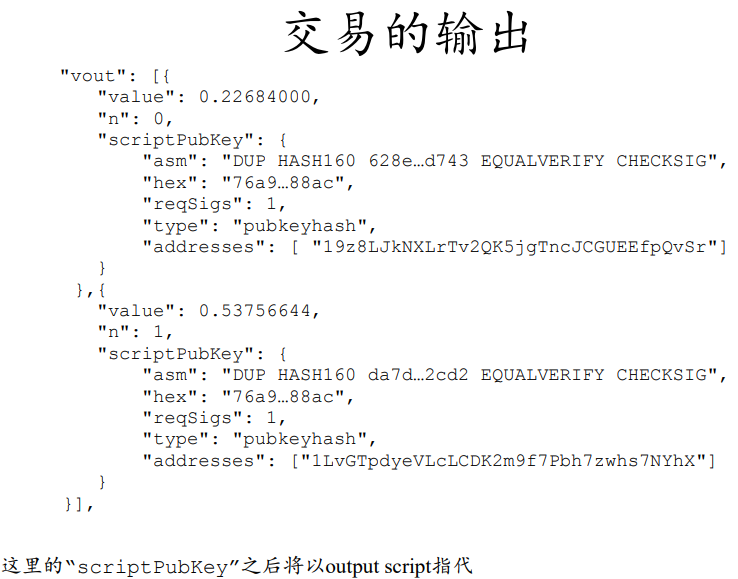 交易的输出
"vout": [{
"value": 0.22684000,
"n": 0,
"scriptPubKey": {
"asm": "DUP HASH160 628e…d743 EQUALVERIFY CHECKSIG",
"hex": "76a9…88ac",
"reqSigs": 1,
"type": "pubkeyhash",
"addresses": [ "19z8LJkNXLrTv2QK5jgTncJCGUEEfpQvSr"]
}
},{
"value": 0.53756644,
"n": 1,
"scriptPubKey": {
"asm": "DUP HASH160 da7d…2cd2 EQUALVERIFY CHECKSIG",
"hex": "76a9…88ac",
"reqSigs": 1,
"type": "pubkeyhash",
"addresses": ["1LvGTpdyeVLcLCDK2m9f7Pbh7zwhs7NYhX"]
}
}],
这里的“scriptPubKey”之后将以output script指代